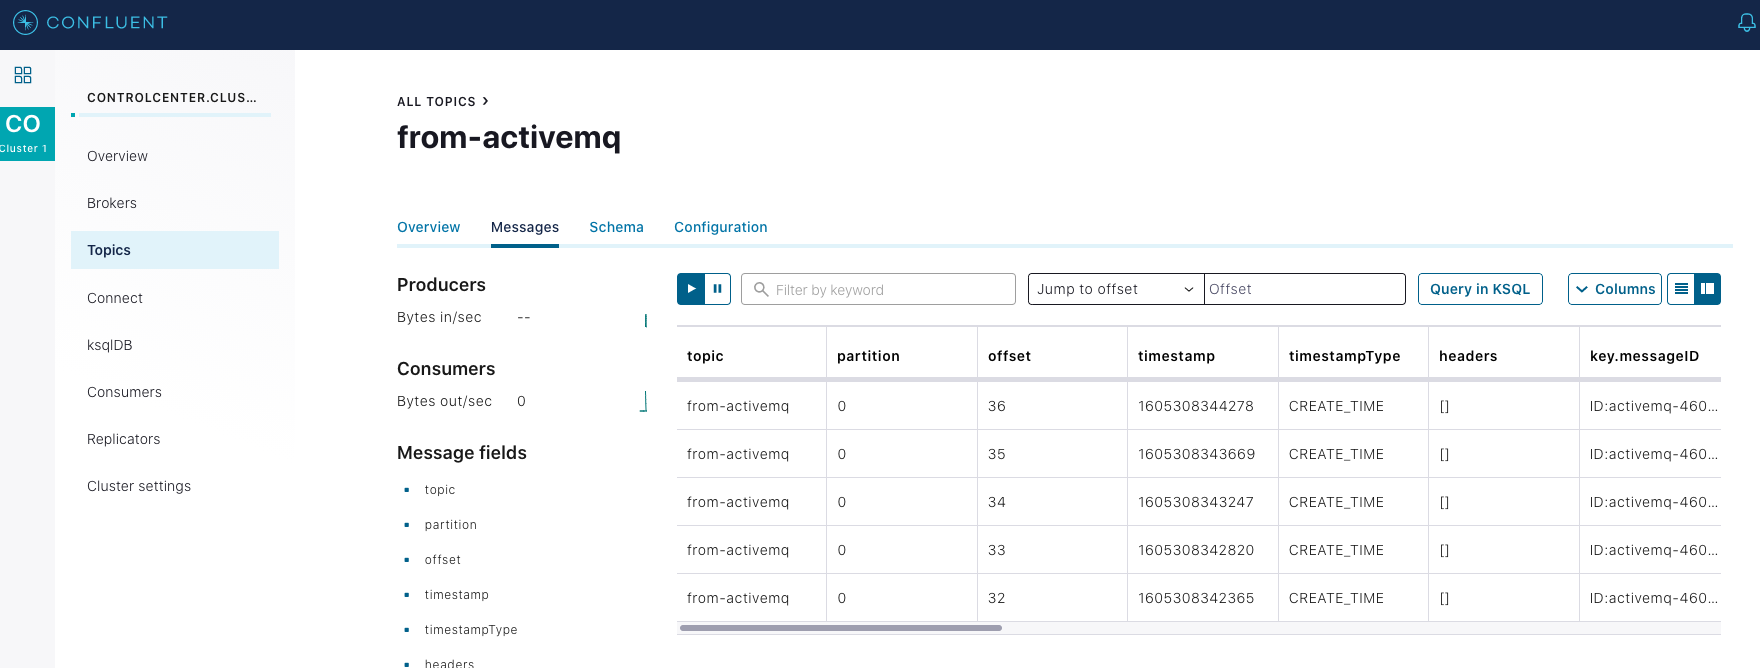 CONFLUENT
CO
Cluster 1
CONTROLCENTER.CLUS...
Overview
Brokers
Topics
Connect
ksqlDB
Consumers
Replicators
Cluster settings
ALL TOPICS >
from-activemq
Overview Messages Schema Configuration
Producers
Bytes in/sec --
Consumers
Bytes out/sec 0
Message fields
topic
partition
offset
timestamp
timestampType
headers
Filter by keyword Jump to offset Offset Query in KSQL Columns
topic partition offset timestamp timestampType headers key.messageID
from-activemq 0 36 1605308344278 CREATE_TIME [] ID:activemq-460...
from-activemq 0 35 1605308343669 CREATE_TIME [] ID:activemq-460...
from-activemq 0 34 1605308343247 CREATE_TIME [] ID:activemq-460...
from-activemq 0 33 1605308342820 CREATE_TIME [] ID:activemq-460...
from-activemq 0 32 1605308342365 CREATE_TIME [] ID:activemq-460...